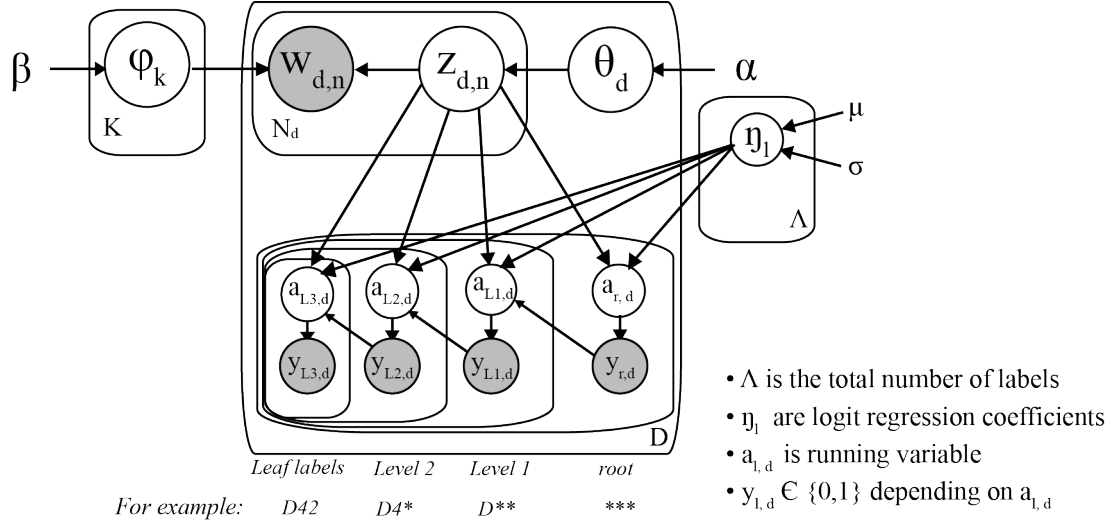 β φk wd,n zd,n θd α
K Nd
μ
ŋl
σ
Λ
aL3,d aL2,d aL1,d ar, d
yL3,d yL2,d yL1,d yr,d
D
Leaf labels Level 2 Level 1 root
For example: D42 D4* D** ***
• Λ is the total number of labels
• ŋl are logit regression coefficients
• al, d is running variable
• yl, d Є {0,1} depending on al, d